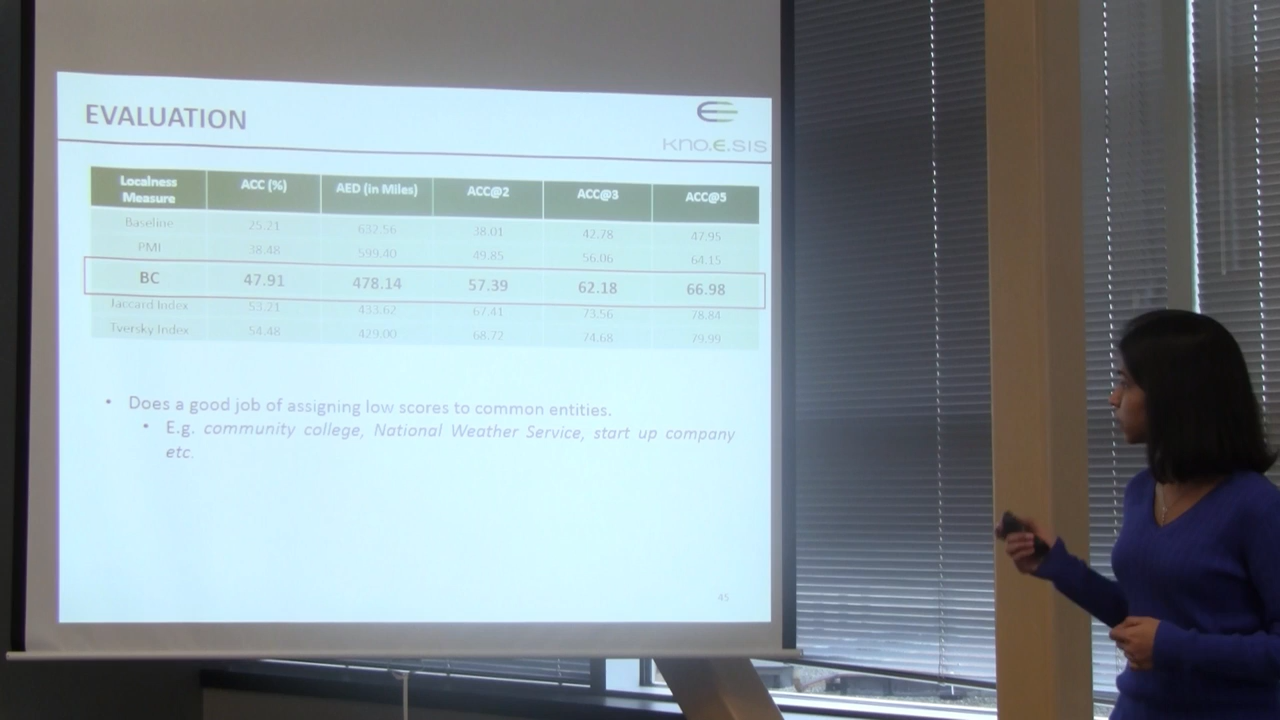 EVALUATION
kno.e.sis
Localness Measure ACC (%) AED (in Miles) ACC@2 ACC@3 ACC@5
Baseline 25.21 632.56 38.01 42.78 47.95
PMI 38.48 599.40 49.85 56.06 64.15
BC 47.91 478.14 57.39 62.18 66.98
Jaccard Index 53.21 433.62 67.41 73.56 78.84
Tversky Index 54.48 429.00 68.72 74.68 79.99
• Does a good job of assigning low scores to common entities.
• E.g. community college, National Weather Service, start up company
etc.
45